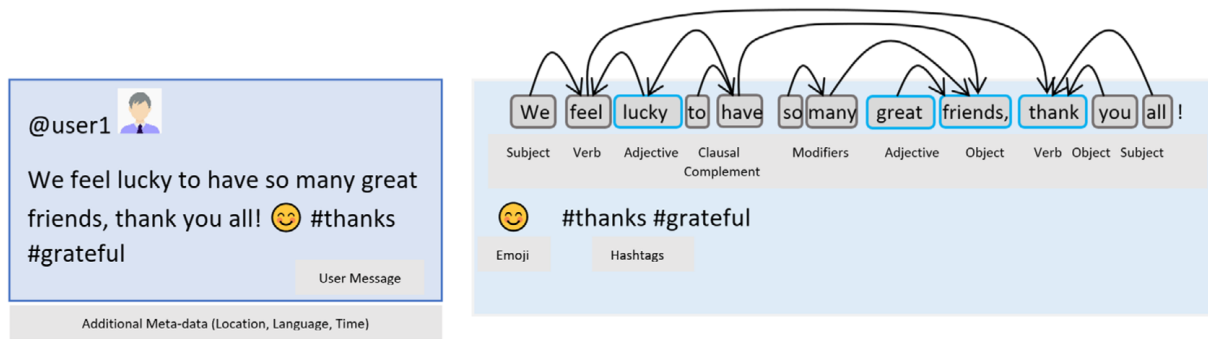 @user1
We feel lucky to have so many great
friends, thank you all! 😊 #thanks
#grateful
User Message
Additional Meta-data (Location, Language, Time)
We feel lucky to have so many great friends, thank you all !
Subject Verb Adjective Clausal Complement Modifiers Adjective Object Verb Object Subject
😊 #thanks #grateful
Emoji Hashtags